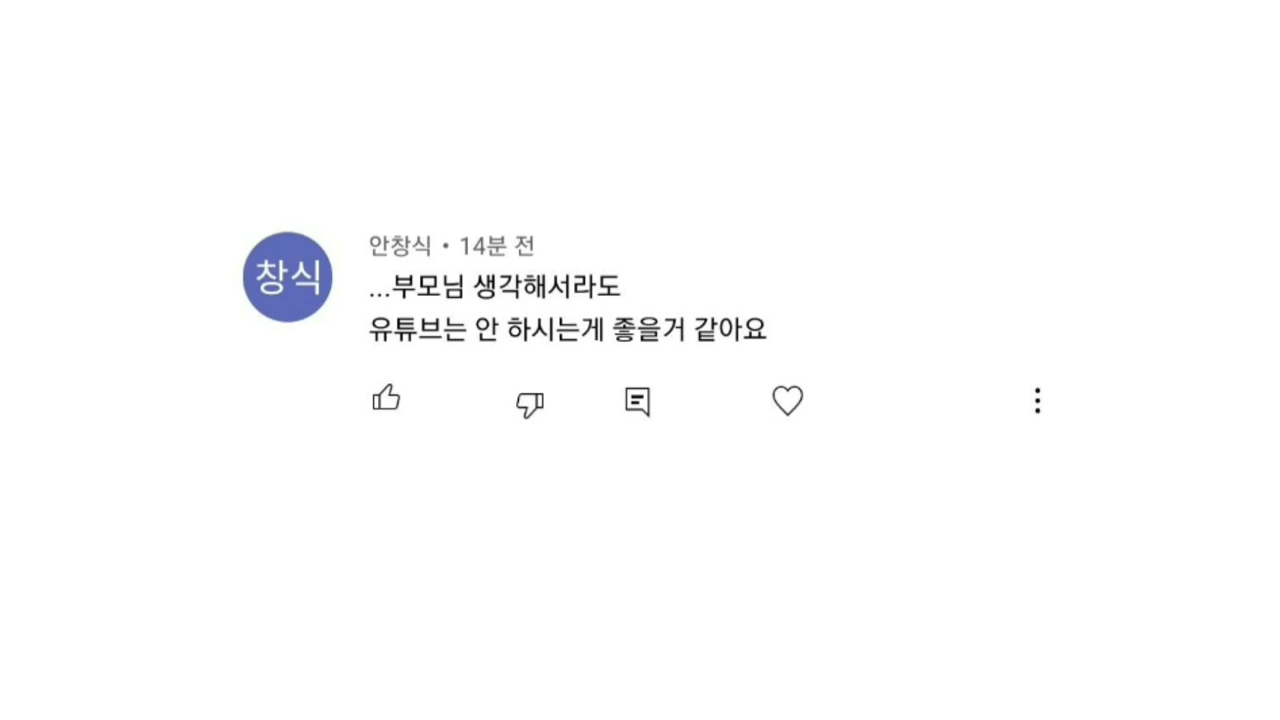 창식
안창식 • 14분 전
...부모님 생각해서라도
유튜브는 안 하시는게 좋을거 같아요